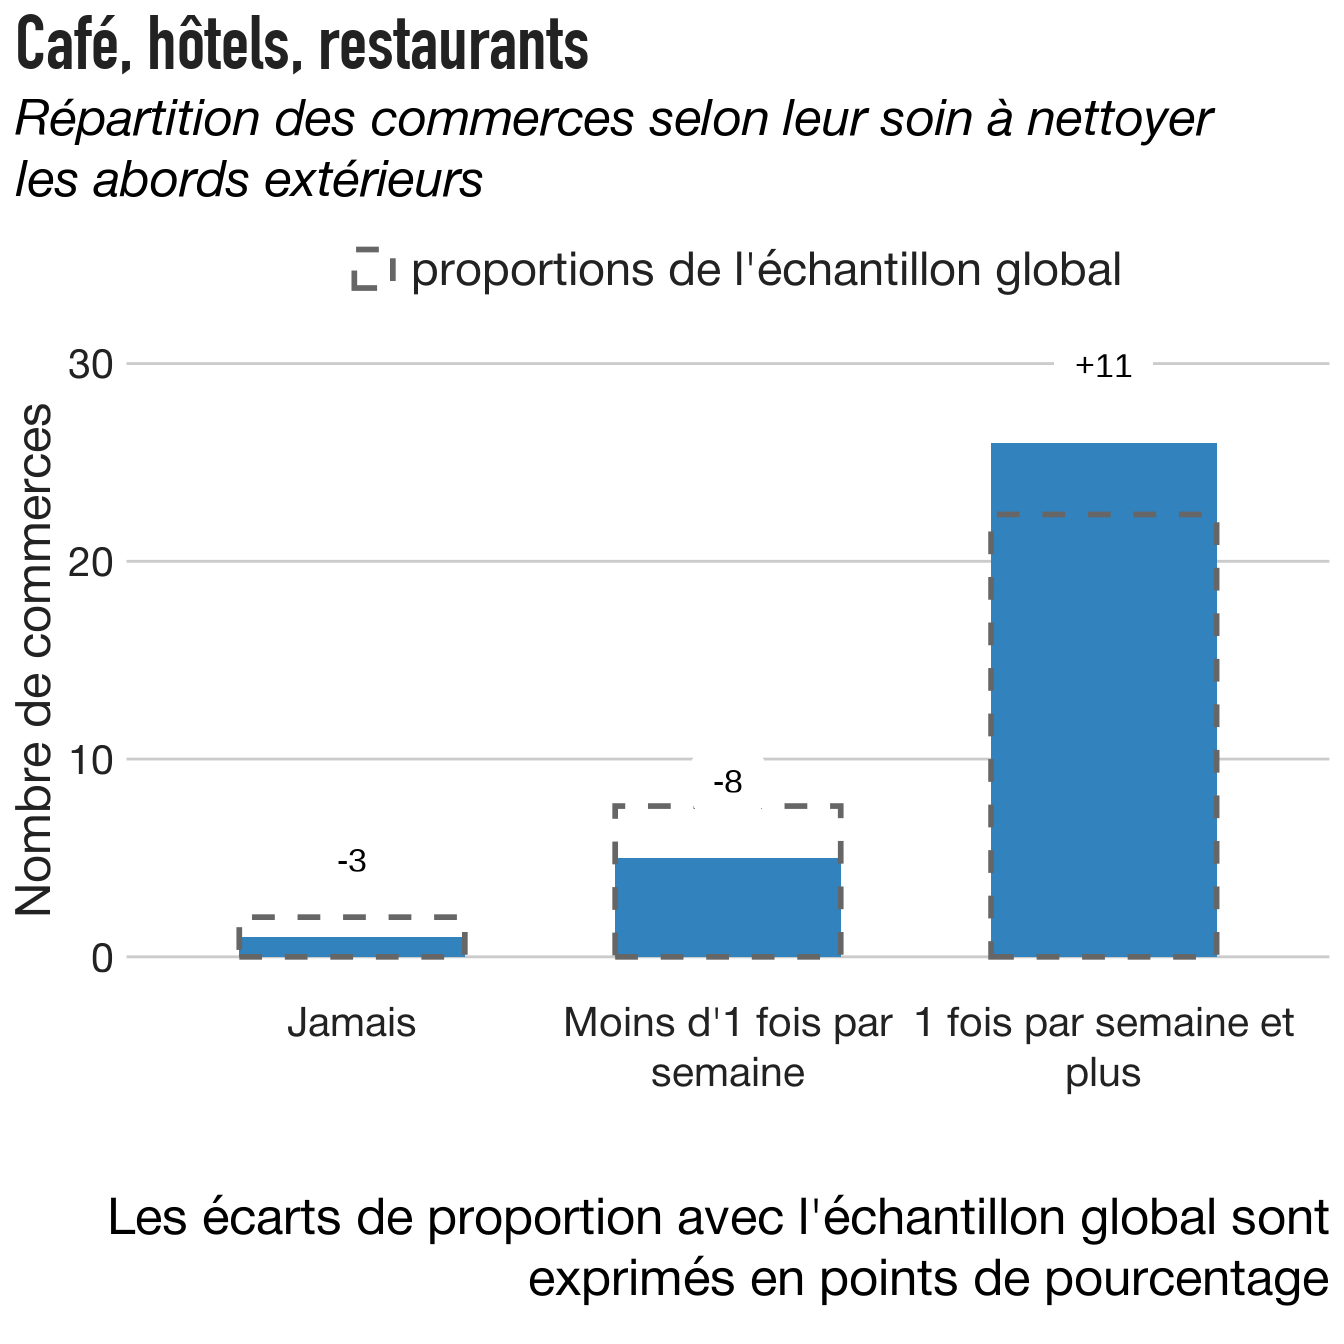 Café, hôtels, restaurants
Répartition des commerces selon leur soin à nettoyer
les abords extérieurs
proportions de l'échantillon global
Nombre de commerces
30
20
10
0
-3
-8
+11
Jamais
Moins d'1 fois par
semaine
1 fois par semaine et
plus
Les écarts de proportion avec l'échantillon global sont
exprimés en points de pourcentage